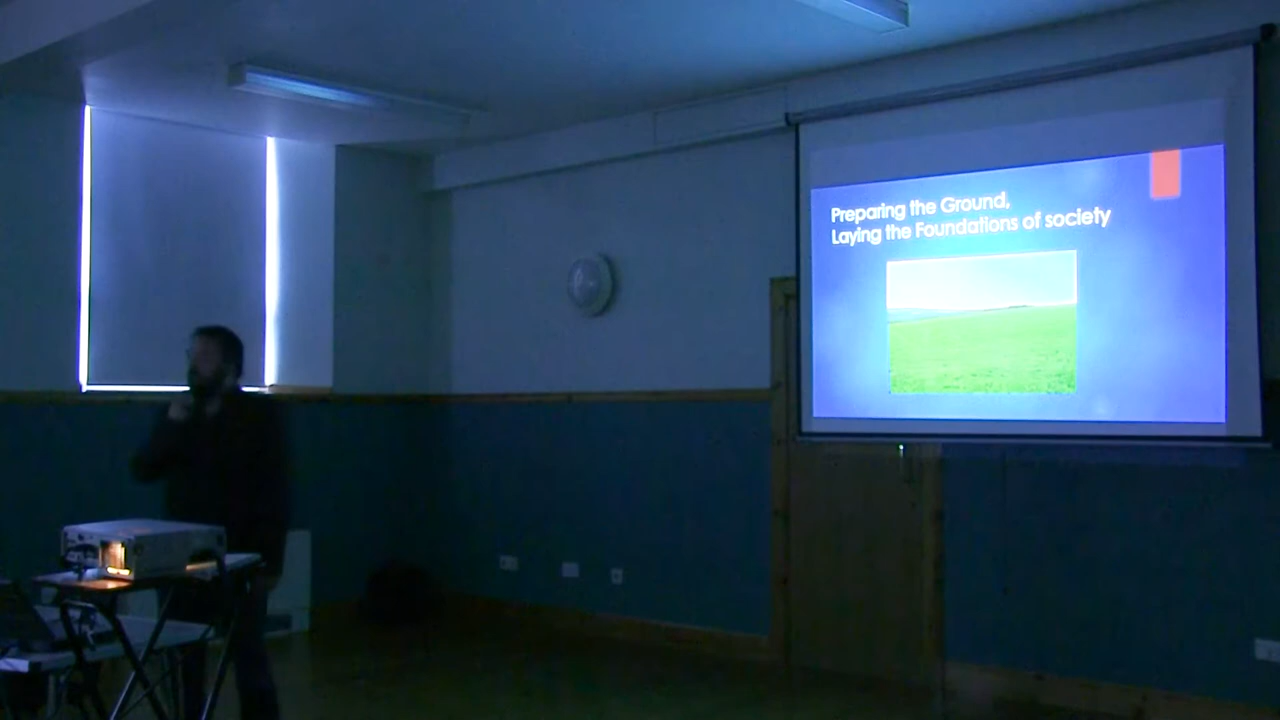 Preparing the Ground,
Laying the Foundations of society